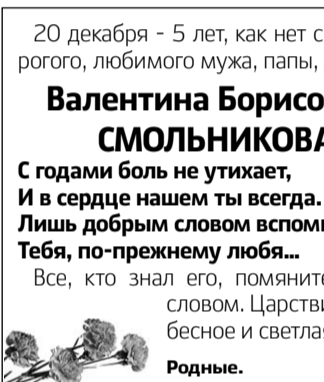 20 декабря - 5 лет, как нет с
рогого, любимого мужа, папы,
Валентина Борисо
СМОЛЬНИКОВА
С годами боль не утихает,
И в сердце нашем ты всегда.
Лишь добрым словом вспоми
Тебя, по-прежнему любя...
Все, кто знал его, помяните
словом. Царстви
бесное и светла
Родные.